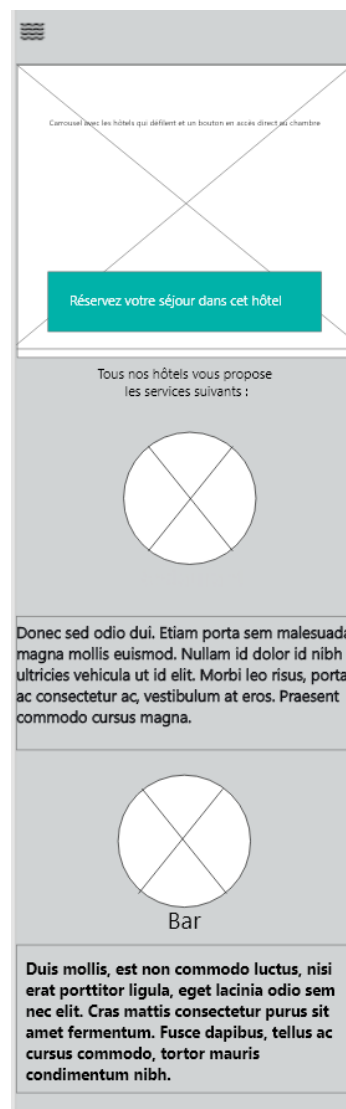 Carrousel avec les hôtels qui défilent et un bouton en accès direct au chambre
Réservez votre séjour dans cet hôtel
Tous nos hôtels vous propose
les services suivants :
Donec sed odio dui. Etiam porta sem malesuada
magna mollis euismod. Nullam id dolor id nibh
ultricies vehicula ut id elit. Morbi leo risus, porta
ac consectetur ac, vestibulum at eros. Praesent
commodo cursus magna.
Bar
Duis mollis, est non commodo luctus, nisi
erat porttitor ligula, eget lacinia odio sem
nec elit. Cras mattis consectetur purus sit
amet fermentum. Fusce dapibus, tellus ac
cursus commodo, tortor mauris
condimentum nibh.